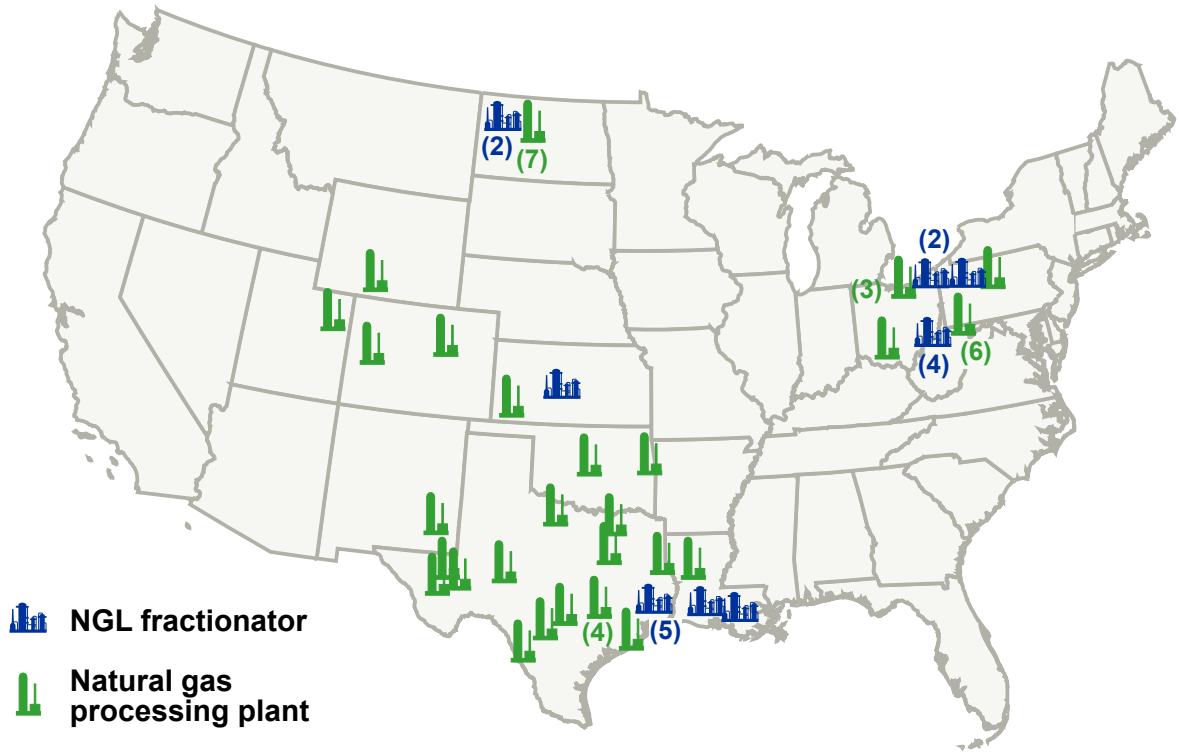 (2)
(7)
(2)
(3)
(4)
(6)
(4)
(5)
NGL fractionator
Natural gas
processing plant